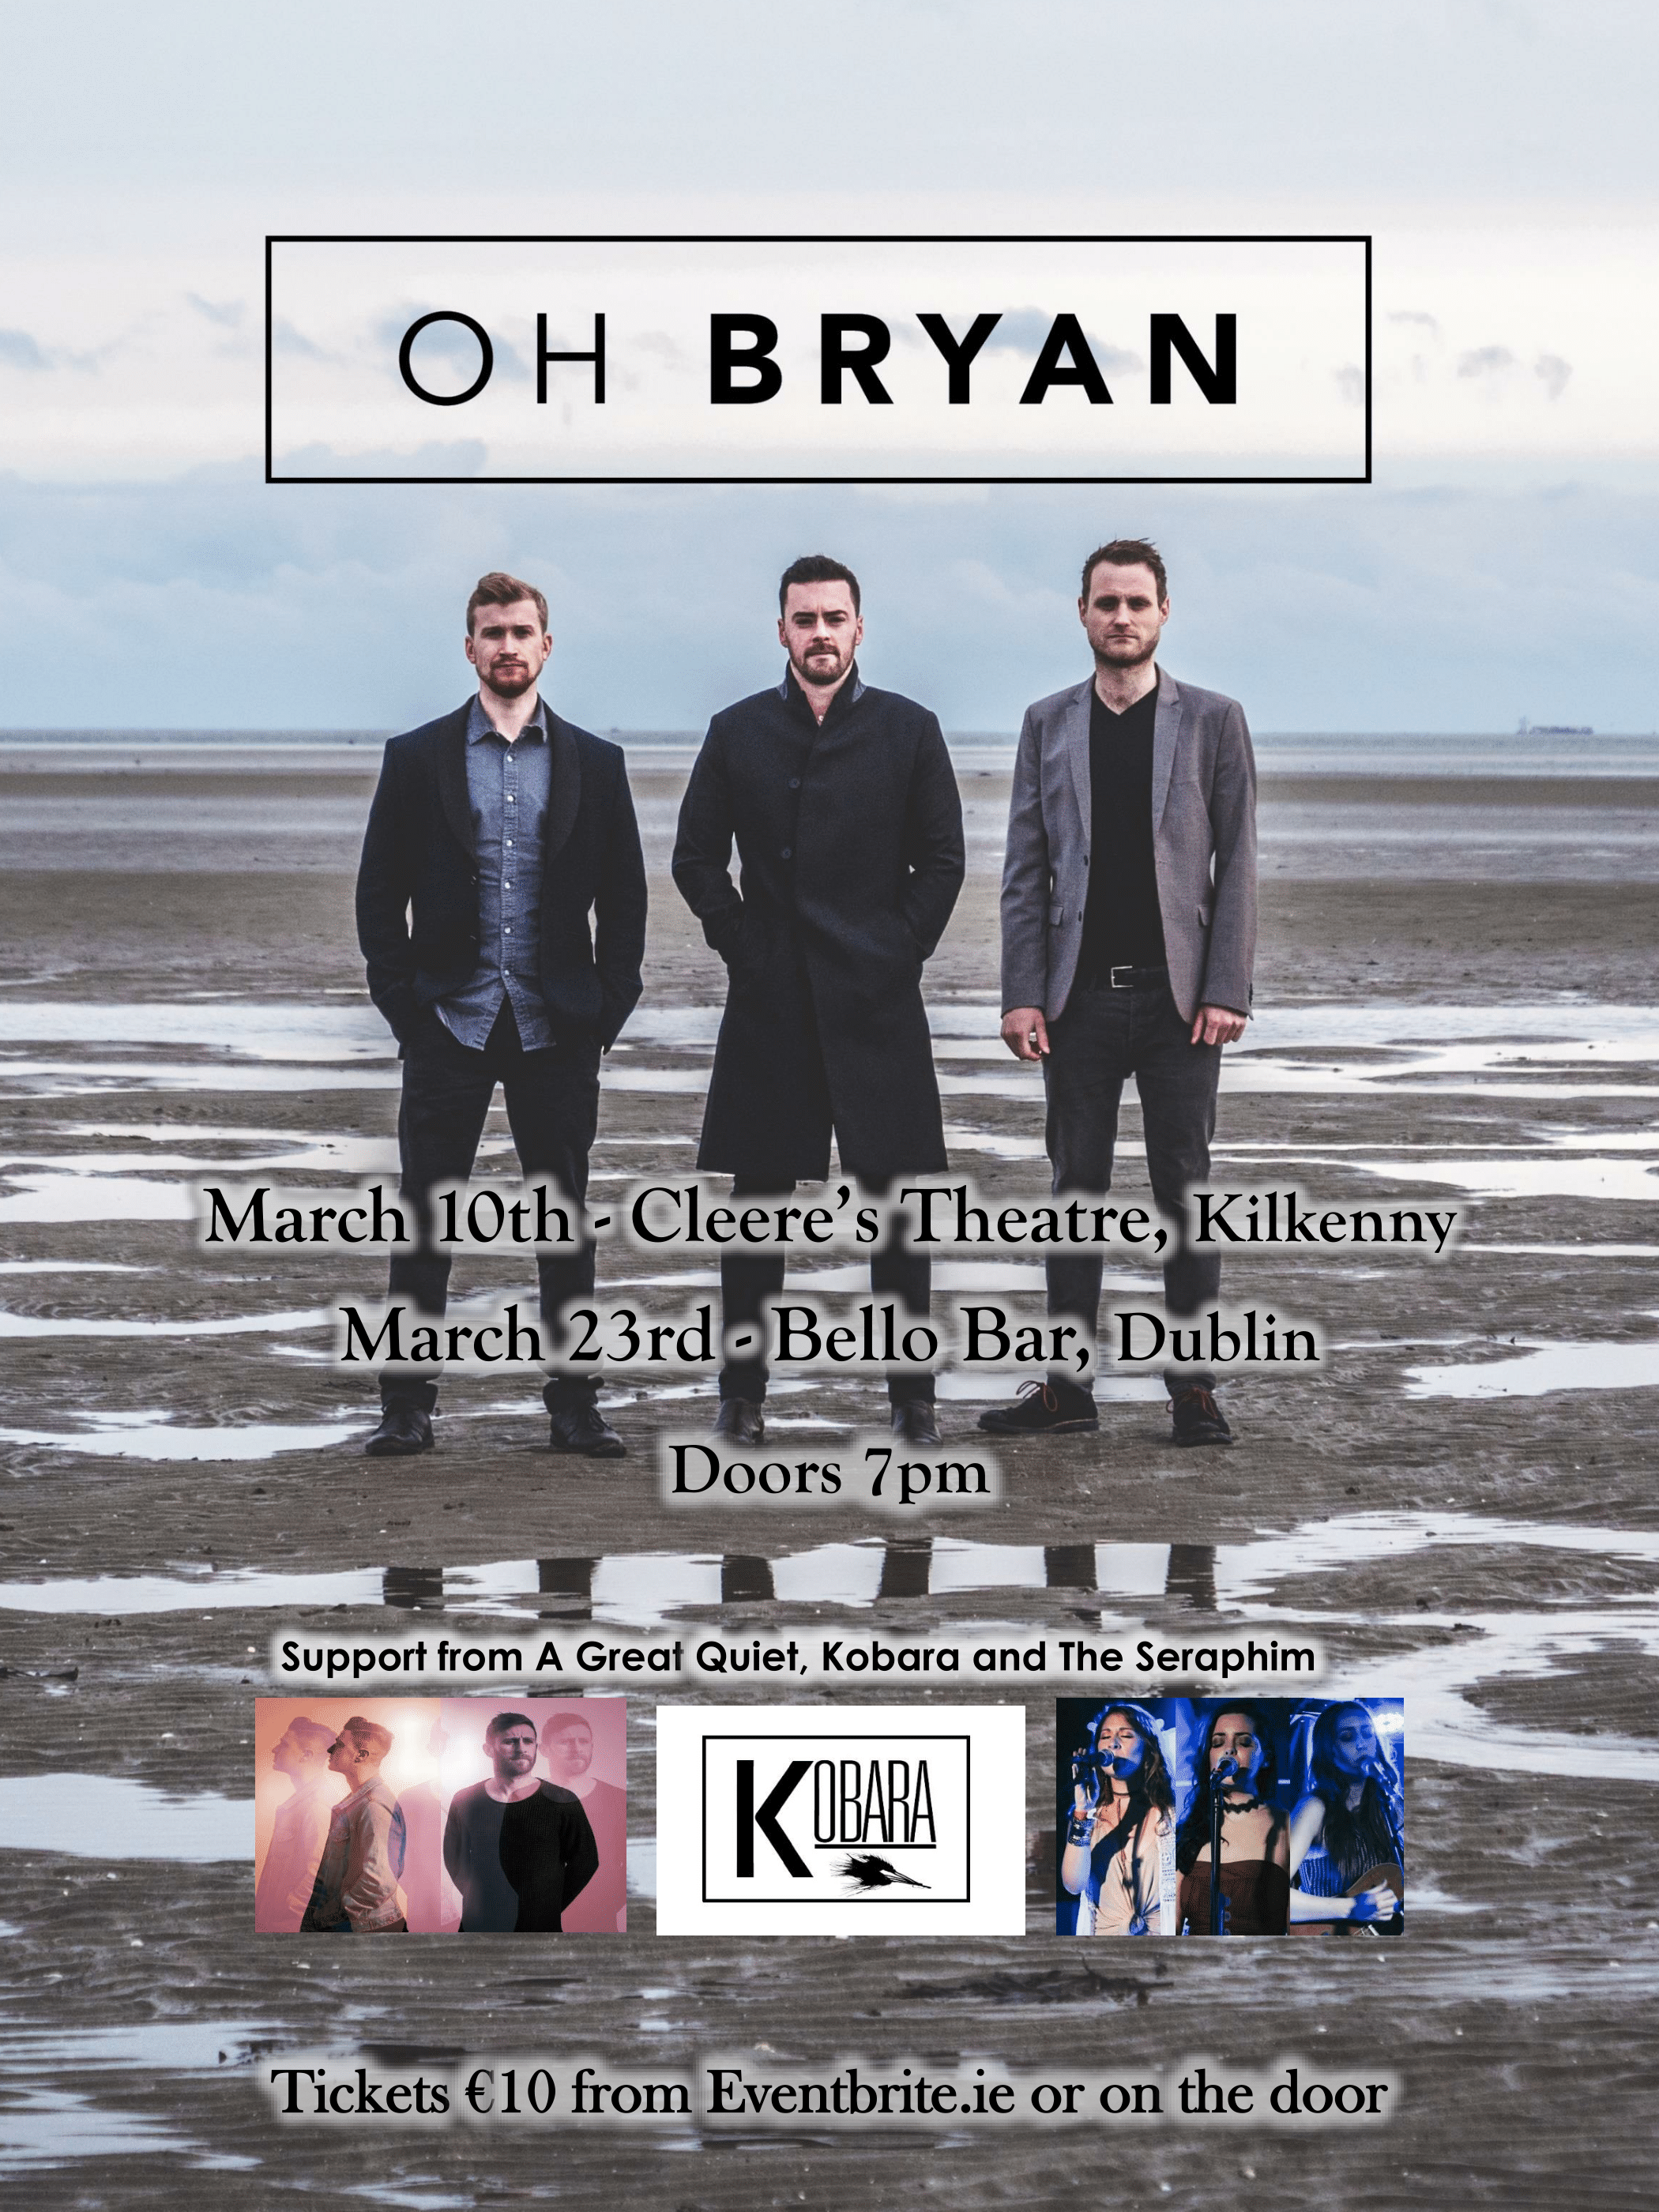 OH BRYAN
March 10th - Cleere's Theatre, Kilkenny
March 23rd - Bello Bar, Dublin
Doors 7pm
Support from A Great Quiet, Kobara and The Seraphim
KOBARA
Tickets €10 from Eventbrite.ie or on the door